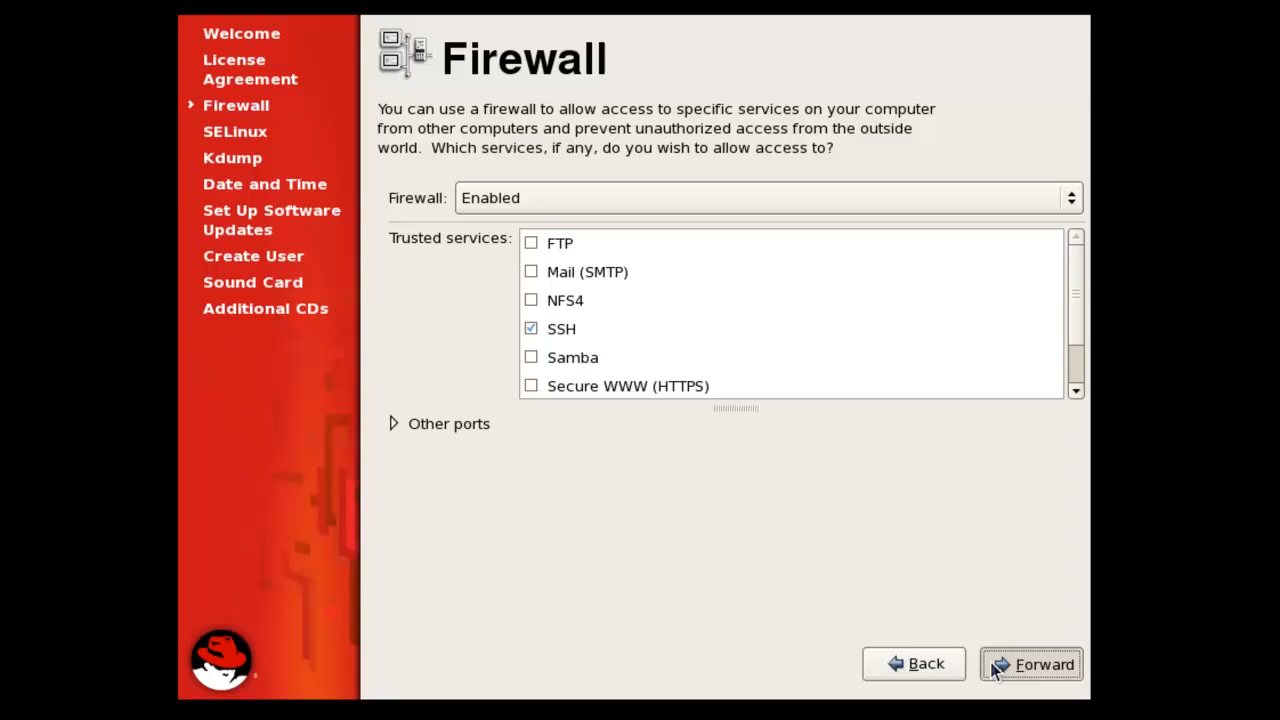 Welcome
License
Agreement
Firewall
SELinux
Kdump
Date and Time
Set Up Software
Updates
Create User
Sound Card
Additional CDs
Firewall
You can use a firewall to allow access to specific services on your computer
from other computers and prevent unauthorized access from the outside
world.  Which services, if any, do you wish to allow access to?
Firewall: Enabled
Trusted services:
FTP
Mail (SMTP)
NFS4
SSH
Samba
Secure WWW (HTTPS)
Other ports
Back Forward